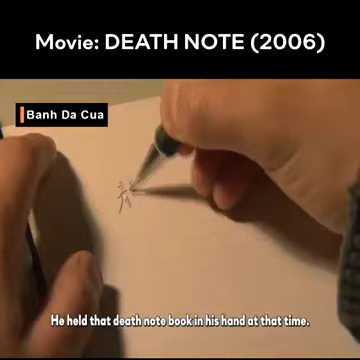 Movie: DEATH NOTE (2006)
Banh Da Cua
He held that death note book in his hand at that time.